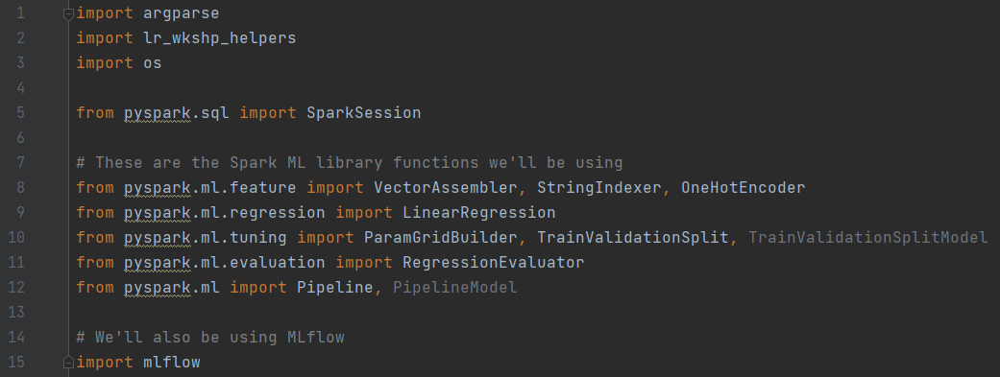 1 import argparse
2 import lr_wkshp_helpers
3 import os
4
5 from pyspark.sql import SparkSession
6
7 # These are the Spark ML library functions we'll be using
8 from pyspark.ml.feature import VectorAssembler, StringIndexer, OneHotEncoder
9 from pyspark.ml.regression import LinearRegression
10 from pyspark.ml.tuning import ParamGridBuilder, TrainValidationSplit, TrainValidationSplitModel
11 from pyspark.ml.evaluation import RegressionEvaluator
12 from pyspark.ml import Pipeline, PipelineModel
13
14 # We'll also be using MLflow
15 import mlflow